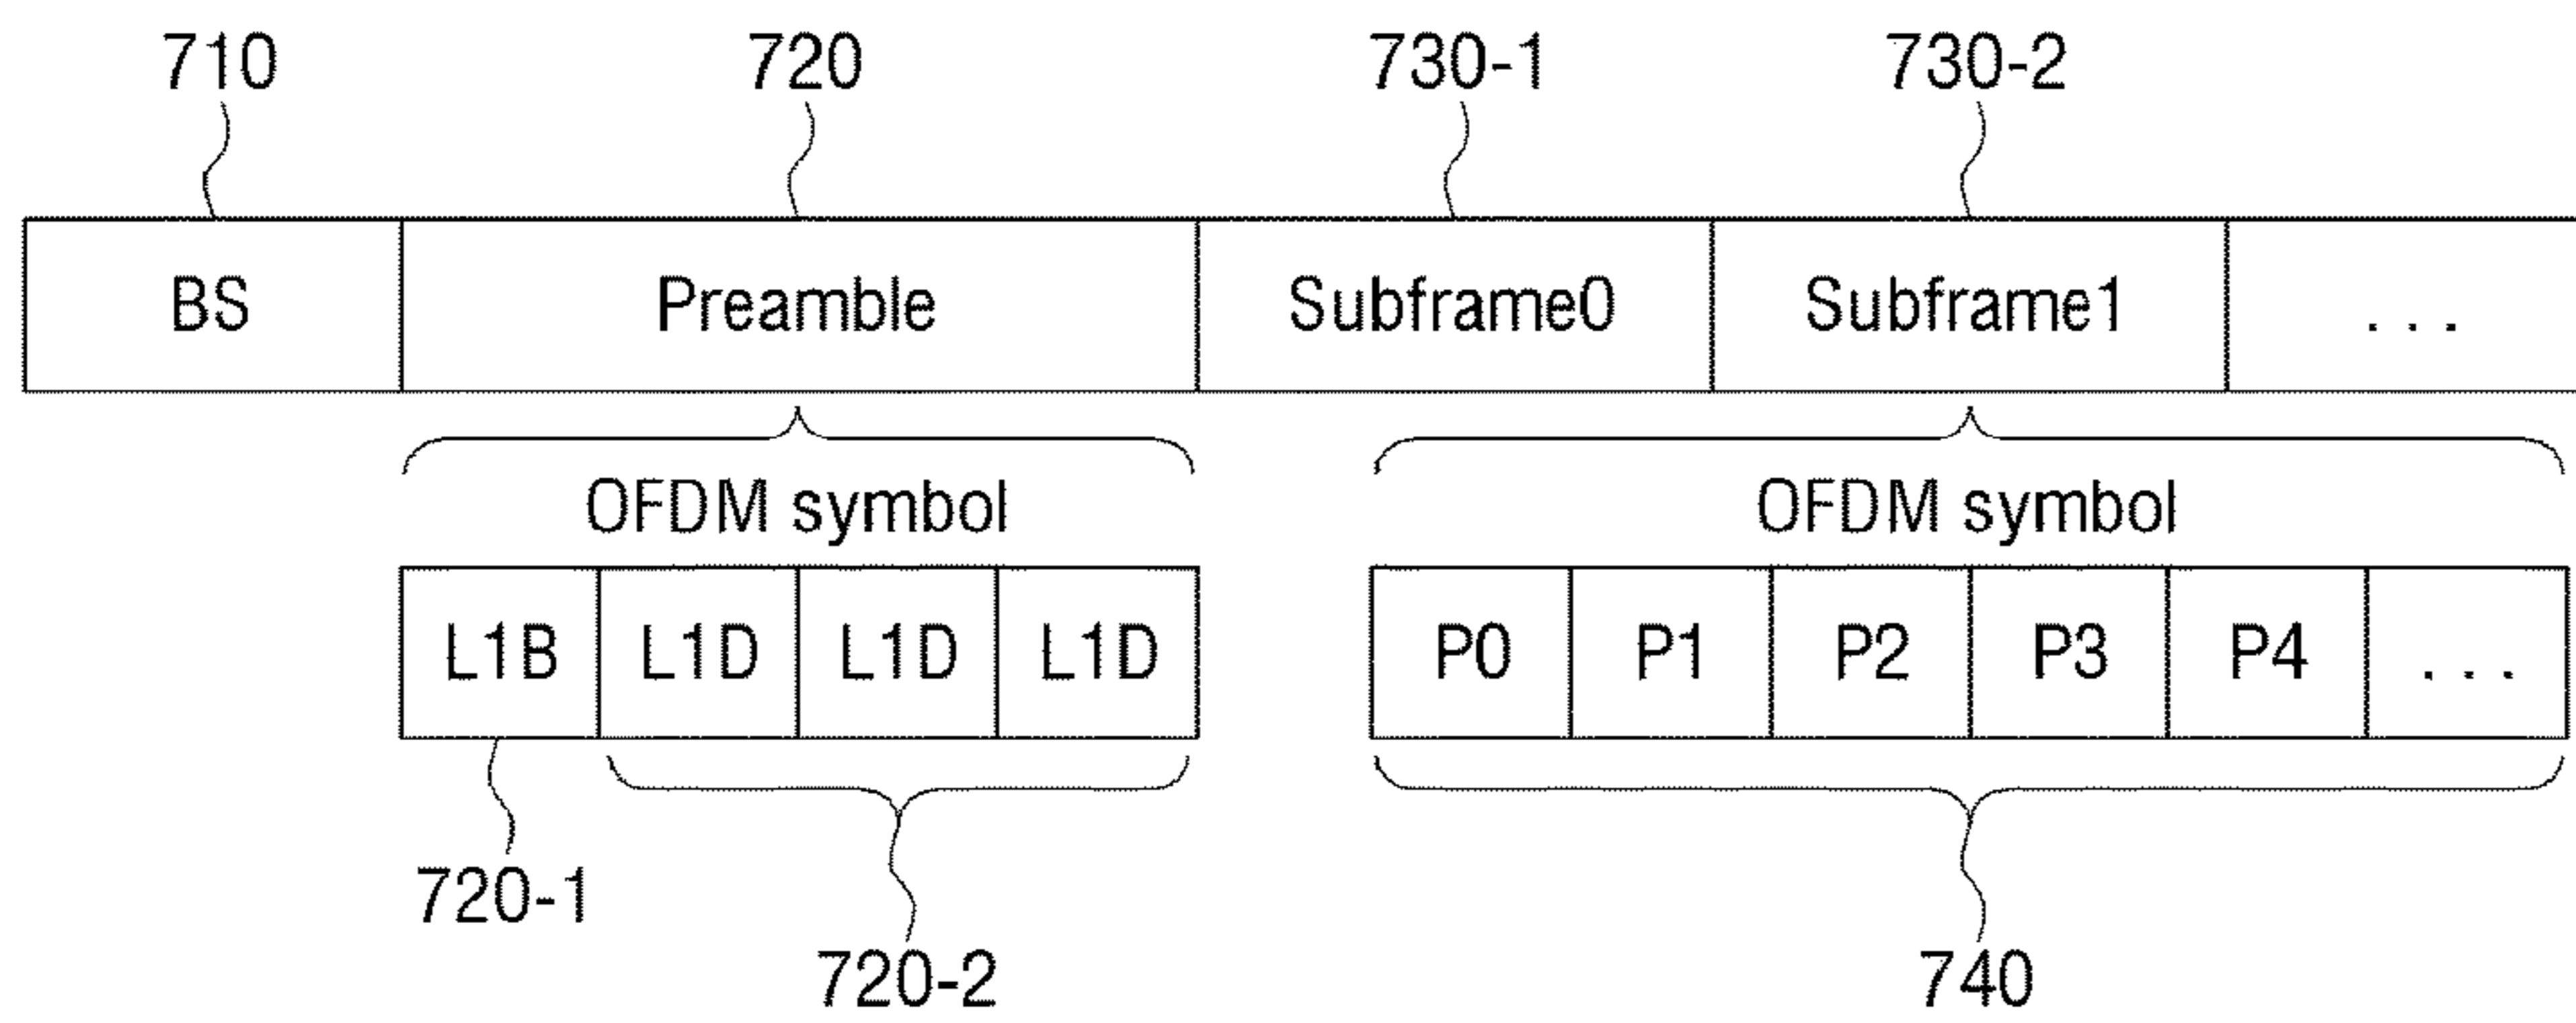 710 720 730-1 730-2
BS Preamble Subframe0 Subframe1 ...
OFDM symbol OFDM symbol
L1B L1D L1D L1D P0 P1 P2 P3 P4 ...
720-1
720-2 740